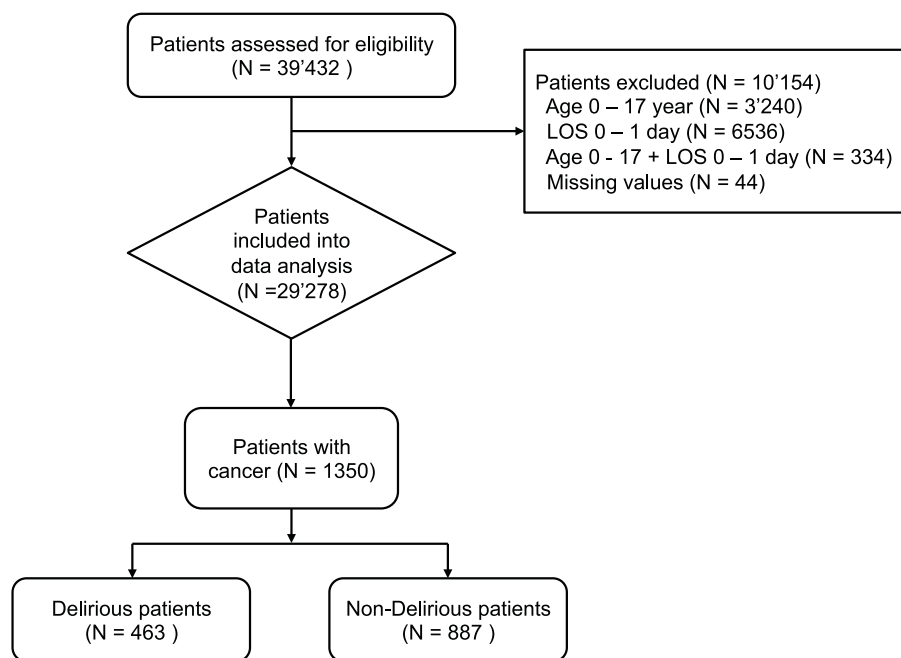 Patients assessed for eligibility
(N = 39'432 )
Patients excluded (N = 10'154)
Age 0 – 17 year (N = 3'240)
LOS 0 – 1 day (N = 6536)
Age 0 - 17 + LOS 0 – 1 day (N = 334)
Missing values (N = 44)
Patients
included into
data analysis
(N =29'278)
Patients with
cancer (N = 1350)
Delirious patients
(N = 463 )
Non-Delirious patients
(N = 887 )